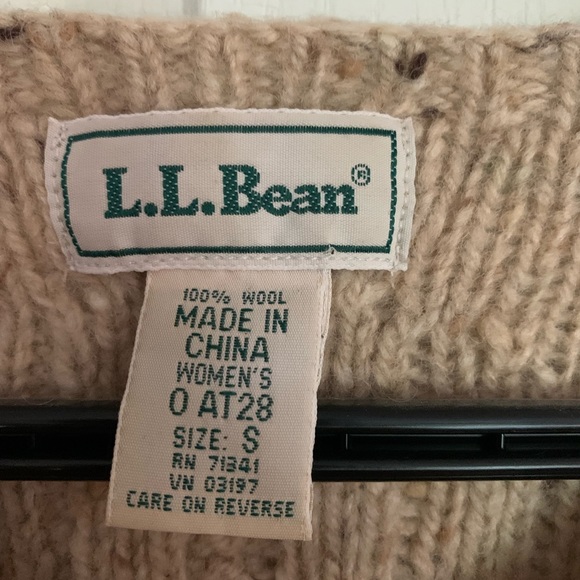 L.L.Bean®
100% WOOL
MADE IN
CHINA
WOMEN'S
0 AT28
SIZE: S
RN 71341
VN 03197
CARE ON REVERSE